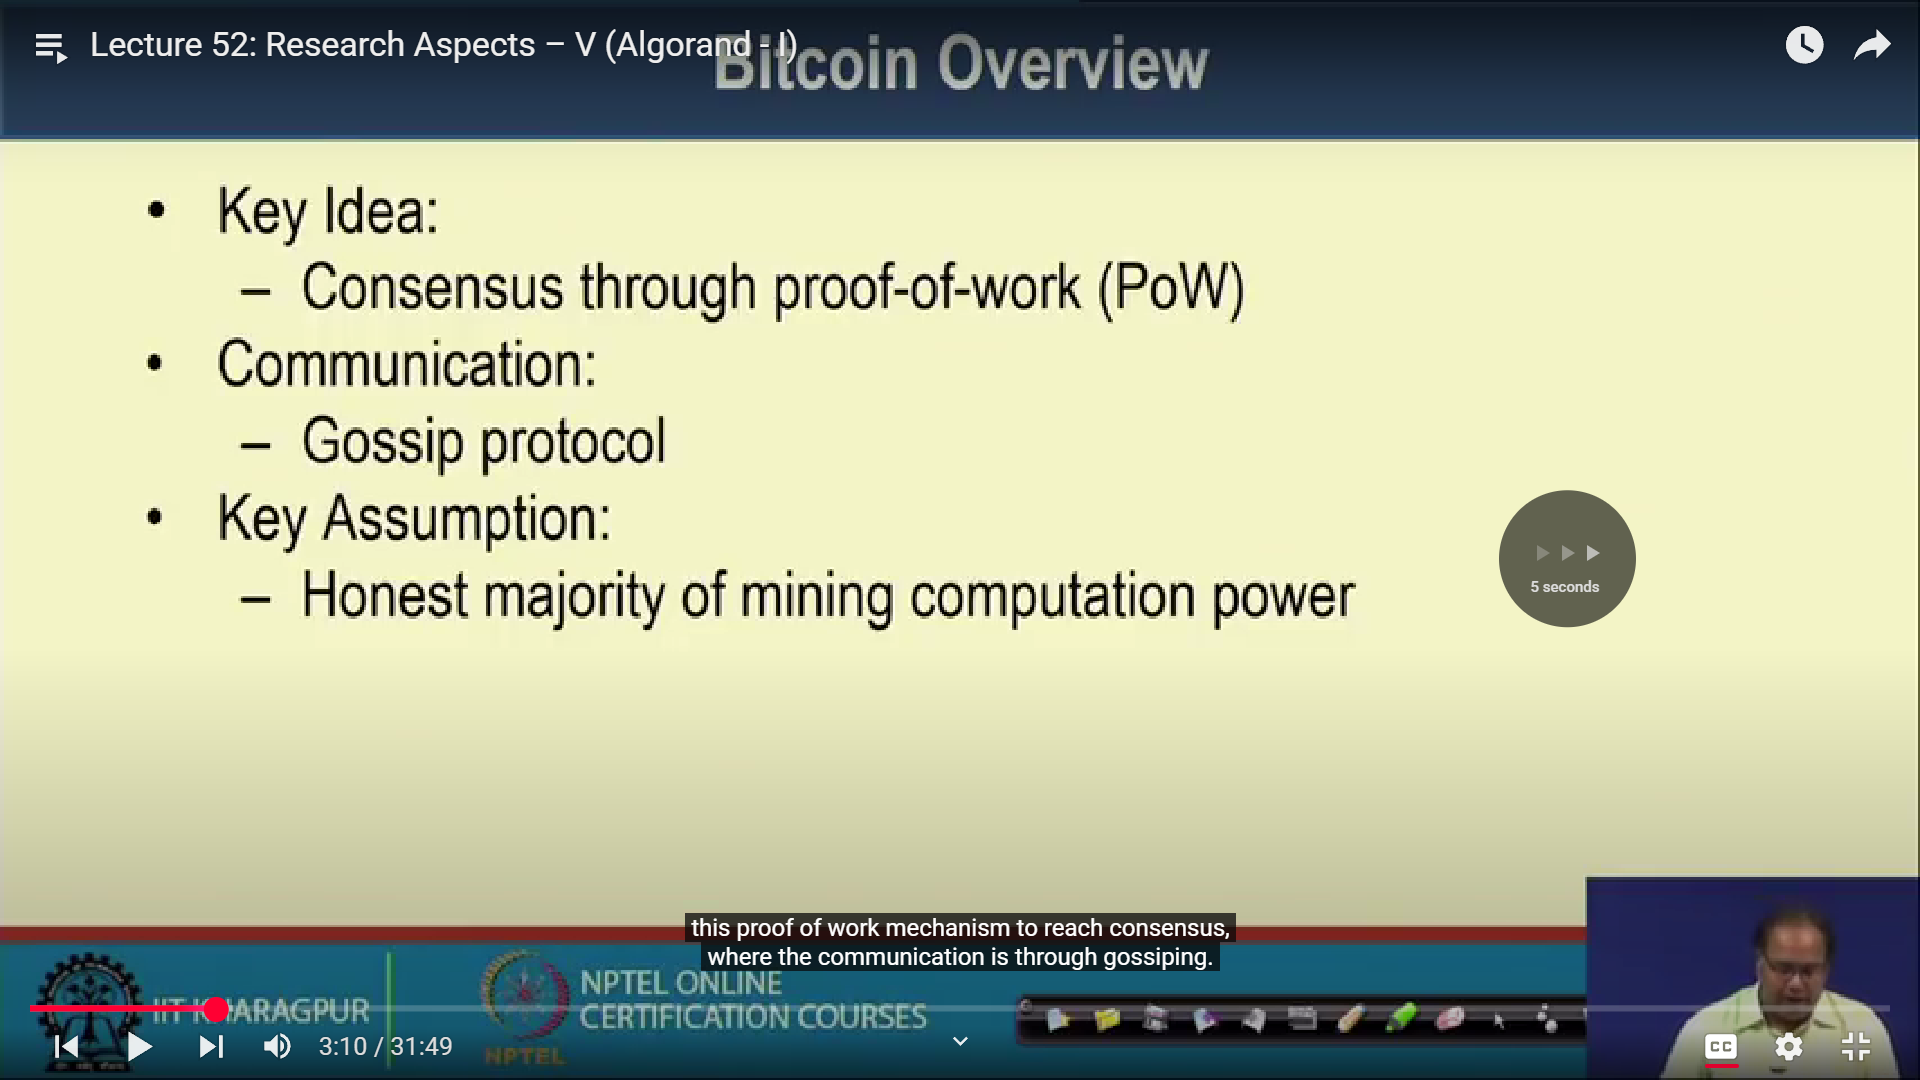 Lecture 52: Research Aspects – V (Algorand - I)
Bitcoin Overview
• Key Idea:
– Consensus through proof-of-work (PoW)
• Communication:
– Gossip protocol
• Key Assumption:
– Honest majority of mining computation power
5 seconds
this proof of work mechanism to reach consensus,
where the communication is through gossiping.
IIT KHARAGPUR
NPTEL ONLINE
CERTIFICATION COURSES
NPTEL
3:10 / 31:49
CC